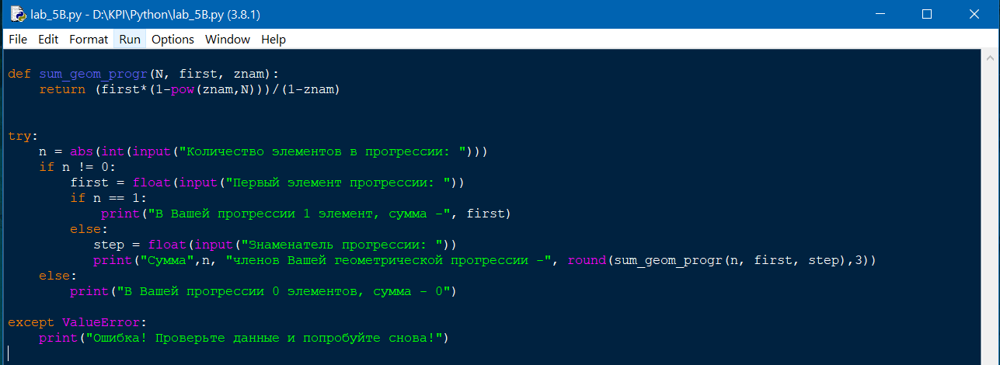 lab_5B.py - D:\KPI\Python\lab_5B.py (3.8.1)
File Edit Format Run Options Window Help
def sum_geom_progr(N, first, znam):
    return (first*(1-pow(znam,N)))/(1-znam)
try:
    n = abs(int(input("Количество элементов в прогрессии: ")))
    if n != 0:
        first = float(input("Первый элемент прогрессии: "))
        if n == 1:
            print("В Вашей прогрессии 1 элемент, сумма -", first)
        else:
           step = float(input("Знаменатель прогрессии: "))
           print("Сумма",n, "членов Вашей геометрической прогрессии -", round(sum_geom_progr(n, first, step),3))
    else:
        print("В Вашей прогрессии 0 элементов, сумма - 0")
except ValueError:
    print("Ошибка! Проверьте данные и попробуйте снова!")